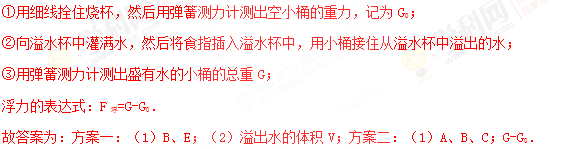 ①用细线拴住烧杯，然后用弹簧测力计测出空小桶的重力，记为G₀；
②向溢水杯中灌满水，然后将食指插入溢水杯中，用小桶接住从溢水杯中溢出的水；
③用弹簧测力计测出盛有水的小桶的总重G；
浮力的表达式：F浮=G-G₀．
故答案为：方案一：（1）B、E；（2）溢出水的体积V；方案二：（1）A、B、C；G-G₀．